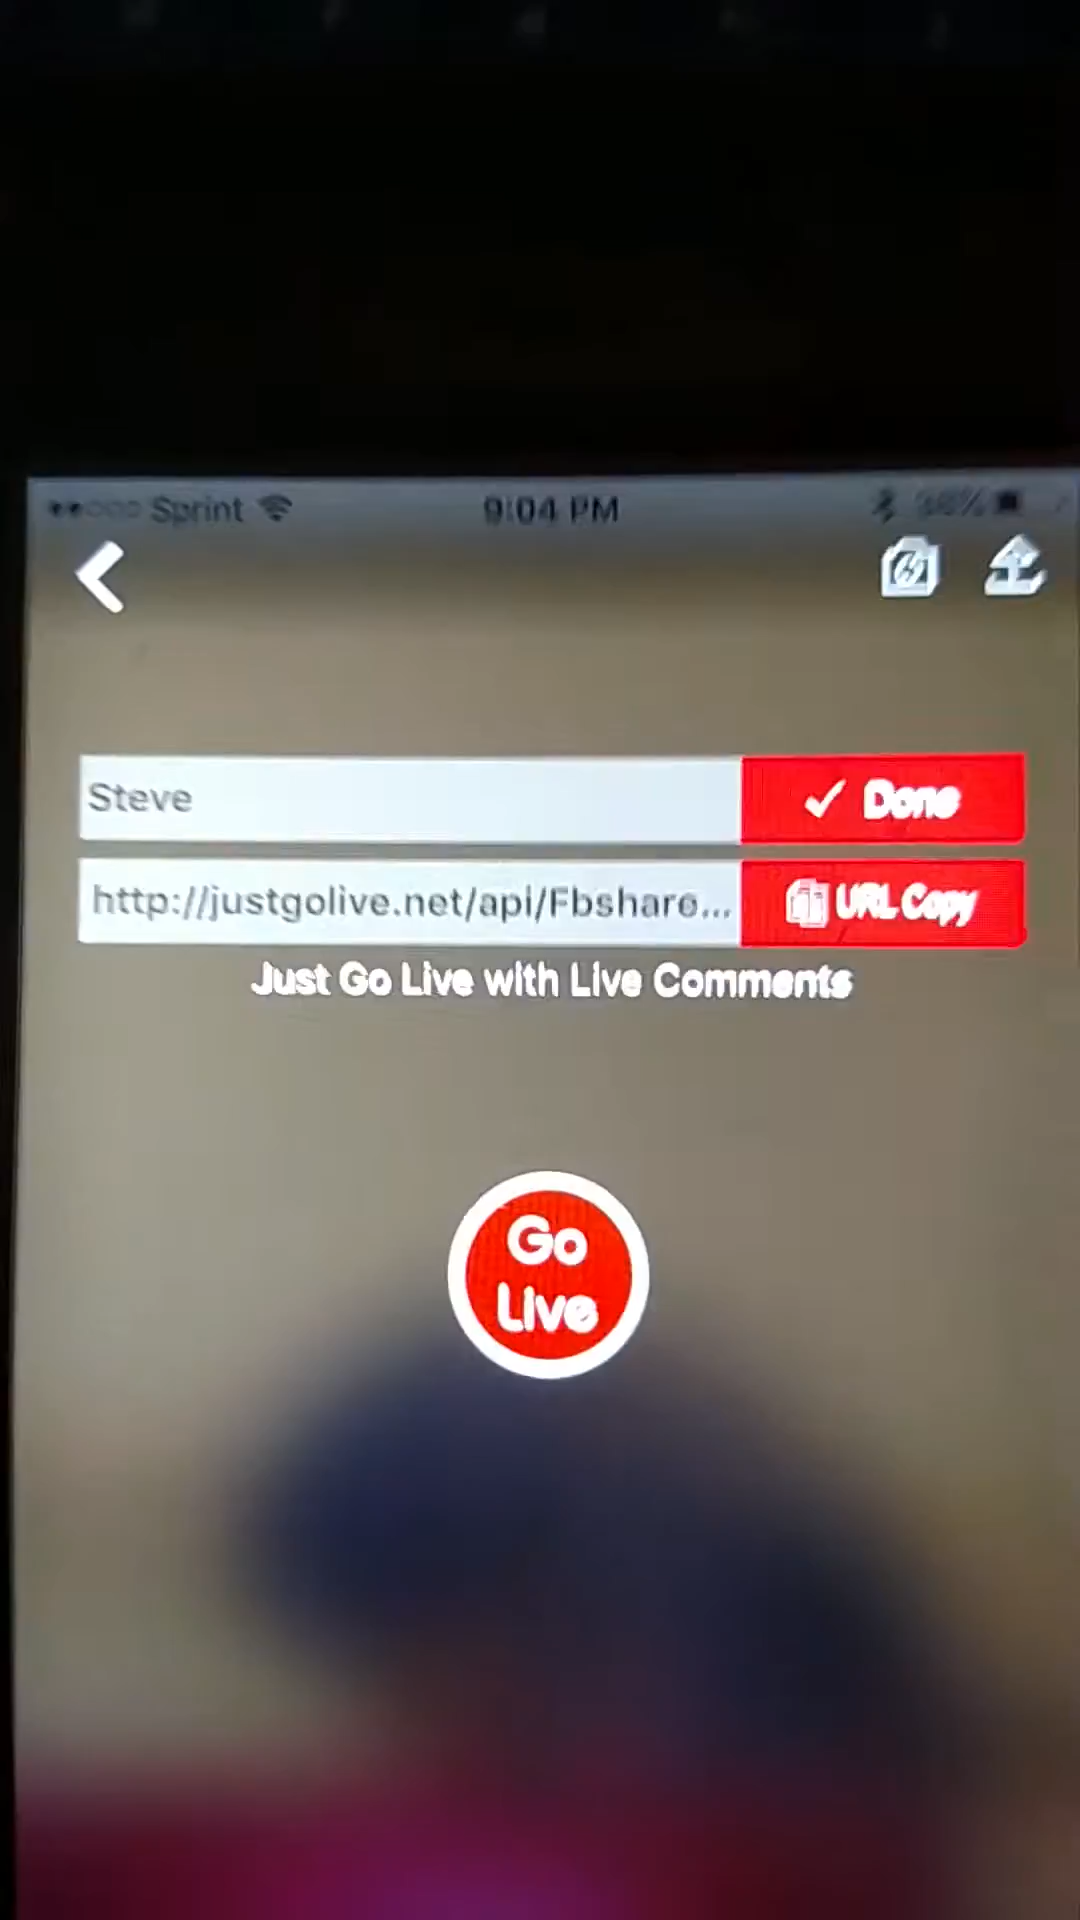 Sprint 9:04 PM
Steve
Done
http://justgolive.net/api/Fbshare...
URL Copy
Just Go Live with Live Comments
Go
Live